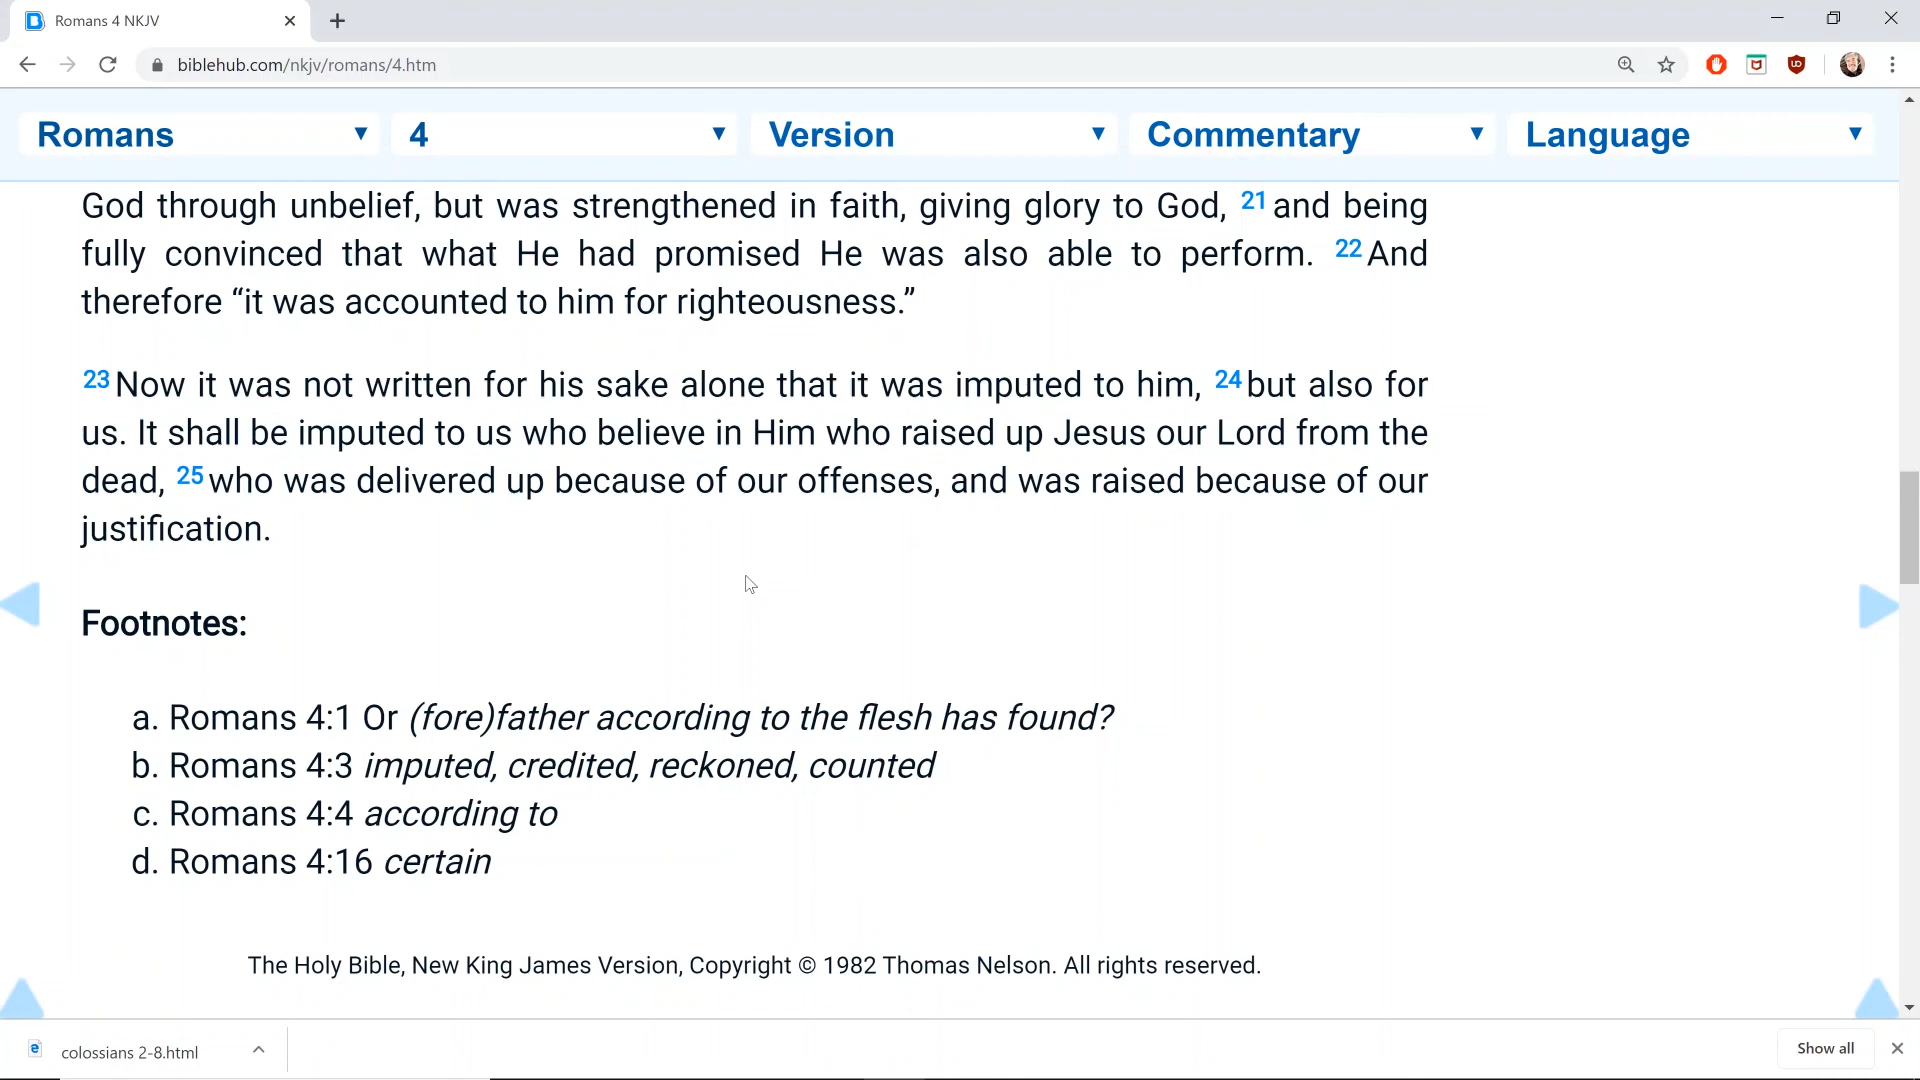 Romans 4 NKJV
biblehub.com/nkjv/romans/4.htm
Romans 4 Version Commentary Language
God through unbelief, but was strengthened in faith, giving glory to God, 21 and being
fully convinced that what He had promised He was also able to perform. 22 And
therefore “it was accounted to him for righteousness.”
23 Now it was not written for his sake alone that it was imputed to him, 24 but also for
us. It shall be imputed to us who believe in Him who raised up Jesus our Lord from the
dead, 25 who was delivered up because of our offenses, and was raised because of our
justification.
Footnotes:
a. Romans 4:1 Or (fore)father according to the flesh has found?
b. Romans 4:3 imputed, credited, reckoned, counted
c. Romans 4:4 according to
d. Romans 4:16 certain
The Holy Bible, New King James Version, Copyright © 1982 Thomas Nelson. All rights reserved.
colossians 2-8.html
Show all